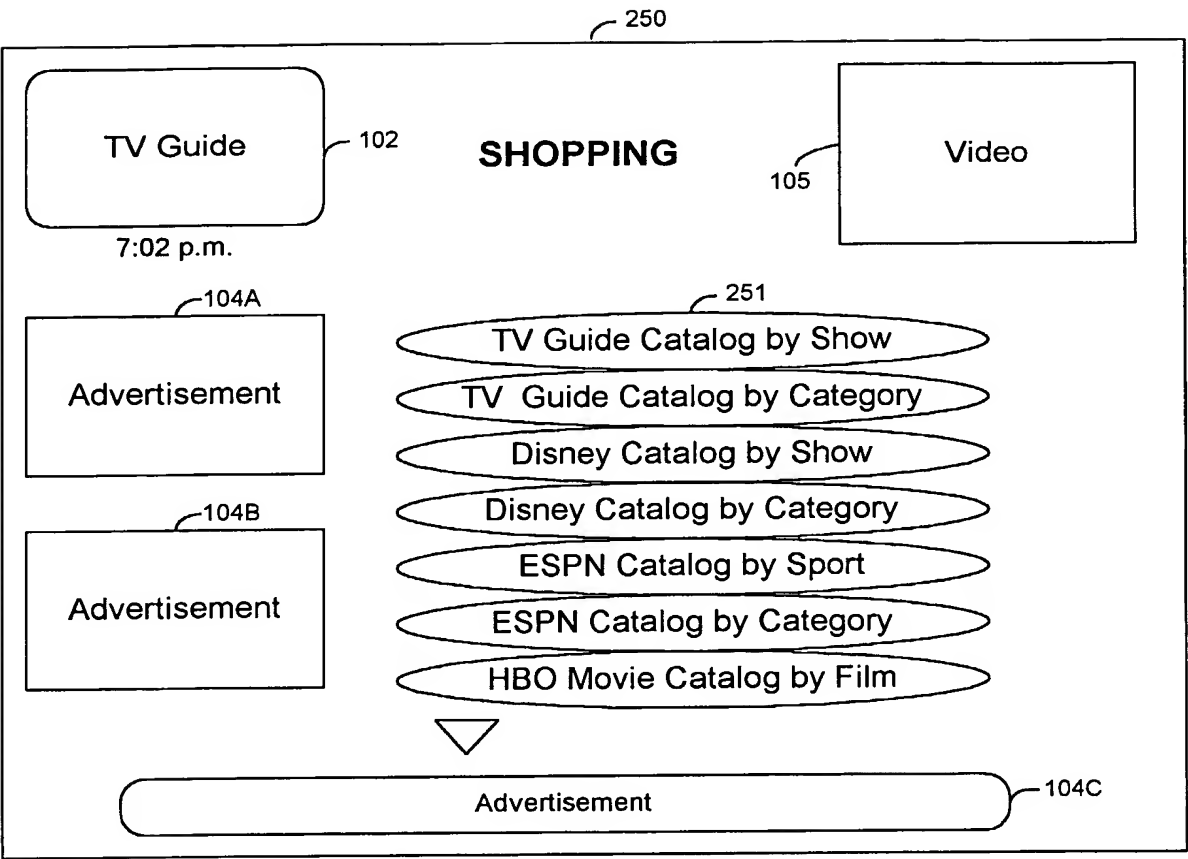 250
TV Guide
102
SHOPPING
105
Video
7:02 p.m.
104A
Advertisement
251
TV Guide Catalog by Show
TV Guide Catalog by Category
Disney Catalog by Show
Disney Catalog by Category
ESPN Catalog by Sport
ESPN Catalog by Category
HBO Movie Catalog by Film
104B
Advertisement
Advertisement
104C